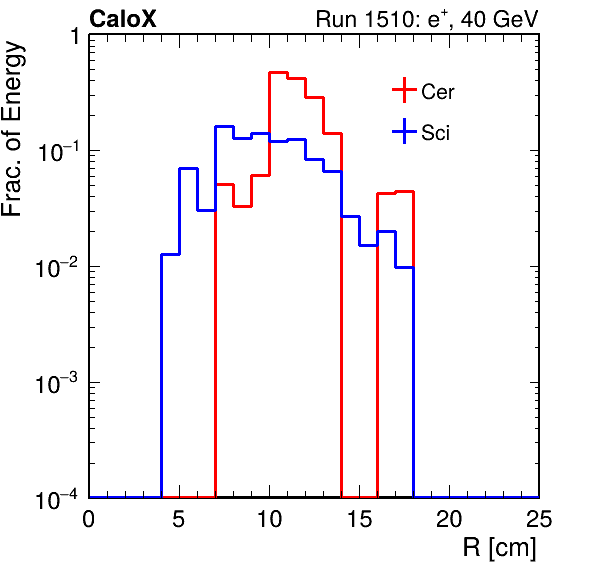 CaloX
Run 1510: e⁺, 40 GeV
Frac. of Energy
1
10⁻¹
10⁻²
10⁻³
10⁻⁴
Cer
Sci
0 5 10 15 20 25
R [cm]